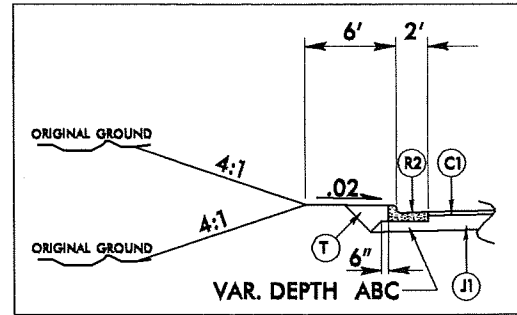 6' 2'
ORIGINAL GROUND
4:1
R2 C1
.02
4:1
ORIGINAL GROUND
T
6"
VAR. DEPTH ABC J1